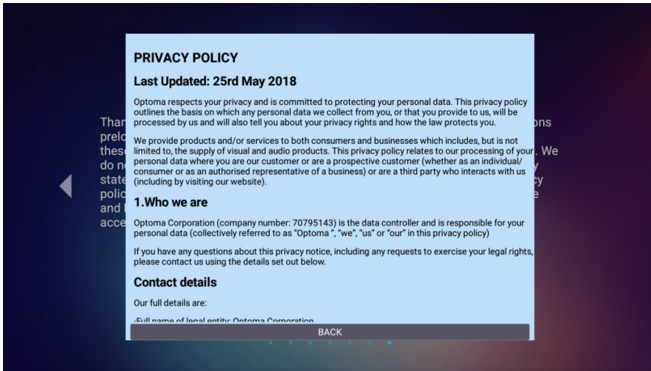 PRIVACY POLICY
Last Updated: 25rd May 2018
Optoma respects your privacy and is committed to protecting your personal data. This privacy policy
outlines the basis on which any personal data we collect from you, or that you provide to us, will be
processed by us and will also tell you about your privacy rights and how the law protects you.
We provide products and/or services to both consumers and businesses which includes, but is not
limited to, the supply of visual and audio products. This privacy policy relates to our processing of your
personal data where you are our customer or are a prospective customer (whether as an individual/
consumer or as an authorised representative of a business) or are a third party who interacts with us
(including by visiting our website).
1.Who we are
Optoma Corporation (company number: 70795143) is the data controller and is responsible for your
personal data (collectively referred to as “Optoma ”, “we”, “us” or “our” in this privacy policy)
If you have any questions about this privacy notice, including any requests to exercise your legal rights,
please contact us using the details set out below.
Contact details
Our full details are:
-Full name of legal entity: Optoma Corporation
BACK